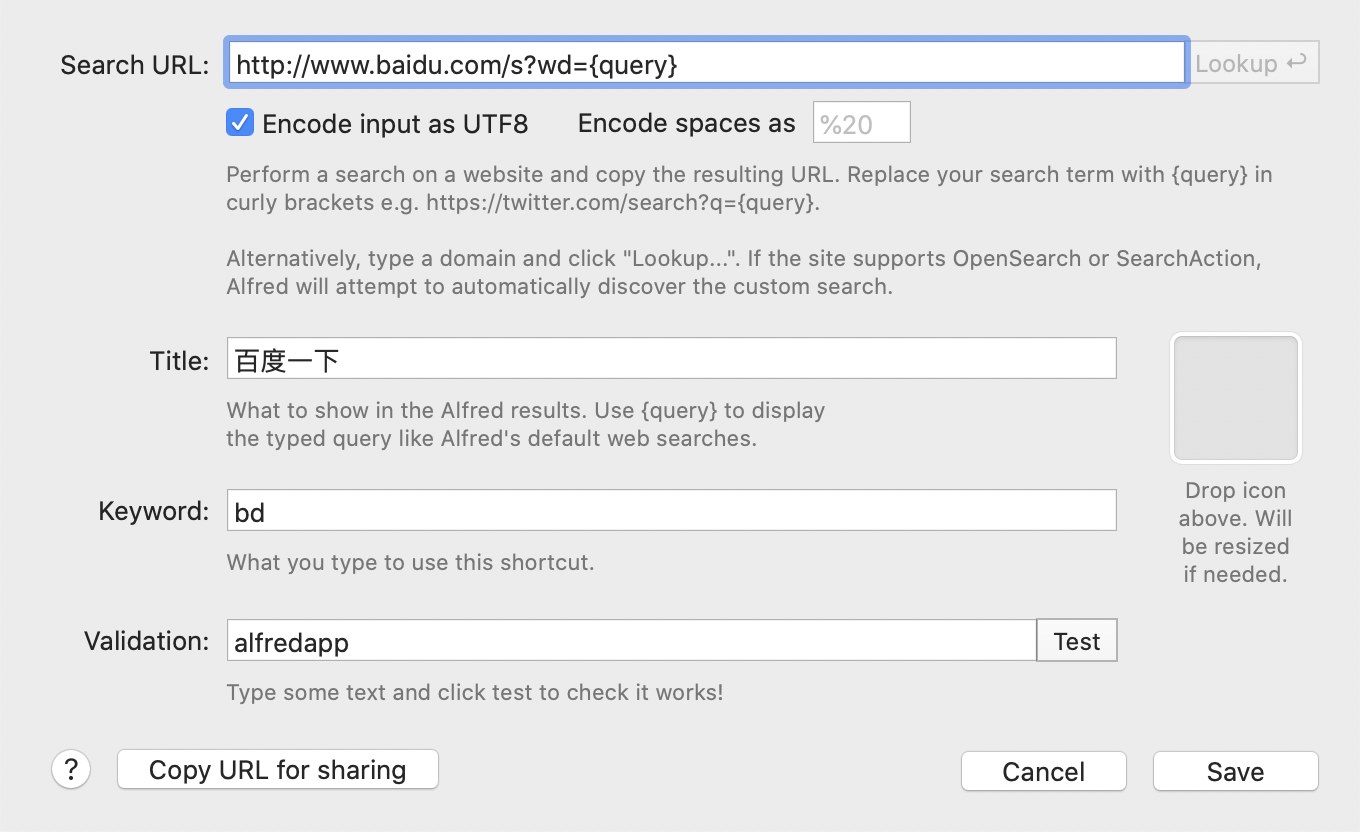 Search URL: http://www.baidu.com/s?wd={query} Lookup ↩
Encode input as UTF8 Encode spaces as %20
Perform a search on a website and copy the resulting URL. Replace your search term with {query} in
curly brackets e.g. https://twitter.com/search?q={query}.
Alternatively, type a domain and click "Lookup...". If the site supports OpenSearch or SearchAction,
Alfred will attempt to automatically discover the custom search.
Title: 百度一下
What to show in the Alfred results. Use {query} to display
the typed query like Alfred's default web searches.
Keyword: bd
What you type to use this shortcut.
Drop icon
above. Will
be resized
if needed.
Validation: alfredapp Test
Type some text and click test to check it works!
? Copy URL for sharing Cancel Save